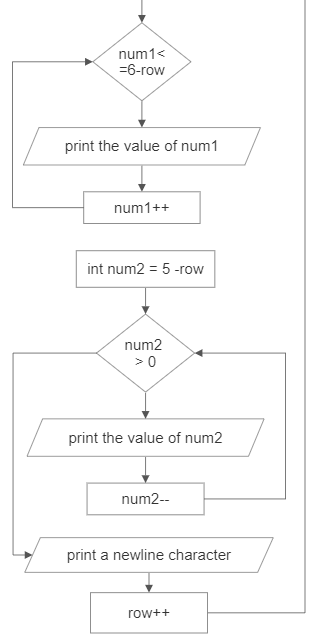 num1<
=6-row
print the value of num1
num1++
int num2 = 5 -row
num2
> 0
print the value of num2
num2--
print a newline character
row++